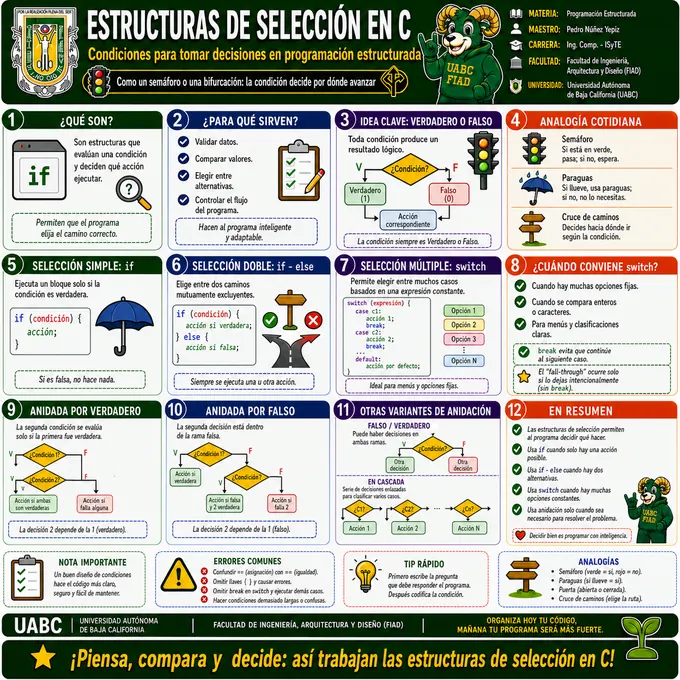 POR LA REALIZACIÓN PLENA DEL SER
ESTRUCTURAS DE SELECCIÓN EN C
Condiciones para tomar decisiones en programación estructurada
Como un semáforo o una bifurcación: la condición decide por dónde avanzar
UABC
FIAD
MATERIA: Programación Estructurada
MAESTRO: Pedro Núñez Yepiz
CARRERA: Ing. Comp. - ISyTE
FACULTAD: Facultad de Ingeniería,
Arquitectura y Diseño (FIAD)
UNIVERSIDAD: Universidad Autónoma
de Baja California (UABC)
1 ¿QUÉ SON?
if
Son estructuras que
evalúan una condición
y deciden qué acción
ejecutar.
?
Permiten que el programa
elija el camino correcto.
2 ¿PARA QUÉ SIRVEN?
Validar datos.
Comparar valores.
Elegir entre
alternativas.
Controlar el flujo
del programa.
Hacen al programa inteligente
y adaptable.
3 IDEA CLAVE: VERDADERO O FALSO
Toda condición produce un
resultado lógico.
V ¿Condición? F
Verdadero
(1)
Falso
(0)
Acción
correspondiente
La condición siempre es Verdadero o Falso.
4 ANALOGÍA COTIDIANA
Semáforo
Si está en verde,
pasa; si no, espera.
Paraguas
Si llueve, usa paraguas;
si no, no lo necesitas.
Cruce de caminos
Decides hacia dónde ir
según la condición.
5 SELECCIÓN SIMPLE: if
Ejecuta un bloque solo si la
condición es verdadera.
if (condición) {
acción;
}
Si es falsa, no hace nada.
6 SELECCIÓN DOBLE: if - else
Elige entre dos caminos
mutuamente excluyentes.
if (condición) {
acción si verdadera;
} else {
acción si falsa;
}
Siempre se ejecuta una u otra acción.
7 SELECCIÓN MÚLTIPLE: switch
Permite elegir entre muchos casos
basados en una expresión constante.
switch (expresión) {
case c1:
acción 1;
break;
case c2:
acción 2;
break;
...
default:
acción por defecto;
}
Opción 1
Opción 2
Opción 3
⋮
Opción N
Ideal para menús y opciones fijas.
8 ¿CUÁNDO CONVIENE switch?
Cuando hay muchas opciones fijas.
Cuando se compara enteros
o caracteres.
Para menús y clasificaciones
claras.
break evita que continúe
al siguiente caso.
El "fall-through" ocurre solo
si lo dejas intencionalmente
(sin break).
9 ANIDADA POR VERDADERO
La segunda condición se evalúa
solo si la primera fue verdadera.
V ¿Condición 1? F
¿Condición 2?
Acción si ambas
son verdaderas
Acción si
falla alguna
La decisión 2 depende de la 1 (verdadero).
10 ANIDADA POR FALSO
La segunda decisión está dentro
de la rama falsa.
V ¿Condición 1? F
Acción si
verdadera
¿Condición?
Acción si falsa
y 2 verdadera
Acción si
falla 2
La decisión 2 depende de la 1 (falso).
11 OTRAS VARIANTES DE ANIDACIÓN
FALSO / VERDADERO
Puede haber decisiones en
ambas ramas.
V ¿Condición? F
Otra
decisión
Otra
decisión
EN CASCADA
Serie de decisiones enlazadas
para clasificar varios casos.
¿C1? ¿C2? ... ¿Cn?
Acción 1
Acción 2
Acción N
12 EN RESUMEN
Las estructuras de selección permiten
al programa decidir qué hacer.
Usa if cuando solo hay una acción
posible.
Usa if - else cuando hay dos
alternativas.
Usa switch cuando hay muchas
opciones constantes.
Usa anidación solo cuando sea
necesario para resolver el problema.
Decidir bien es programar con inteligencia.
UABC
FIAD
NOTA IMPORTANTE
Un buen diseño de condiciones
hace el código más claro,
seguro y fácil de mantener.
ERRORES COMUNES
Confundir = (asignación) con == (igualdad).
Omitir llaves { } y causar errores.
Omitir break en switch y ejecutar demás casos.
Hacer condiciones demasiado largas o confusas.
TIP RÁPIDO
Primero escribe la pregunta
que debe responder el programa.
Después codifica la condición.
ANALOGÍAS
Semáforo (verde = sí, rojo = no).
Paraguas (si llueve = sí).
Puerta (abierta o cerrada).
Cruce de caminos (elige la ruta).
UABC
UNIVERSIDAD AUTÓNOMA
DE BAJA CALIFORNIA
FACULTAD DE INGENIERÍA, ARQUITECTURA Y DISEÑO (FIAD)
ORGANIZA HOY TU CÓDIGO,
MAÑANA TU PROGRAMA SERÁ MÁS FUERTE.
¡Piensa, compara y decide: así trabajan las estructuras de selección en C!